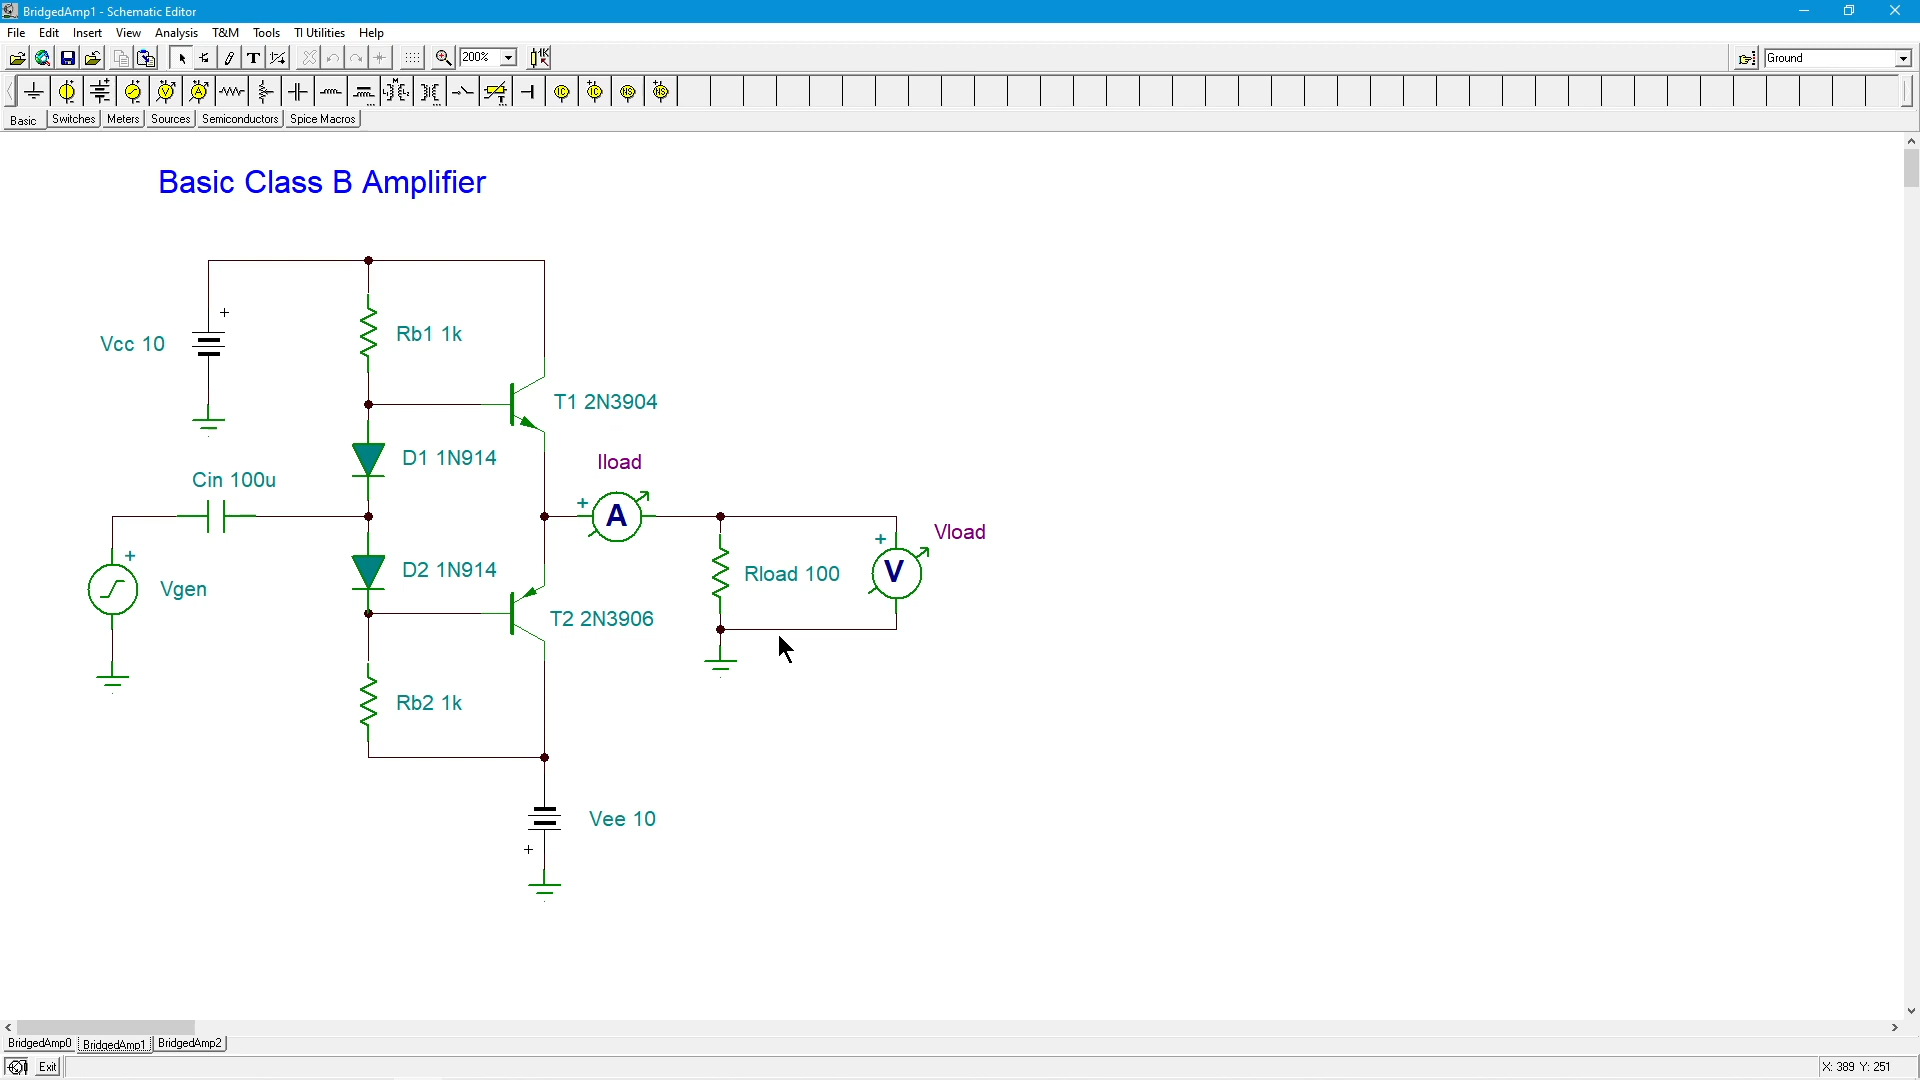 BridgedAmp1 - Schematic Editor
File Edit Insert View Analysis T&M Tools TI Utilities Help
200% 1K Ground
Basic Switches Meters Sources Semiconductors Spice Macros
Basic Class B Amplifier
+
Vcc 10
Rb1 1k
T1 2N3904
D1 1N914
Iload
Cin 100u
+
A
Vload
+
V
+
Vgen
D2 1N914
Rload 100
T2 2N3906
Rb2 1k
Vee 10
+
BridgedAmp0 BridgedAmp1 BridgedAmp2
Exit
X: 389 Y: 251